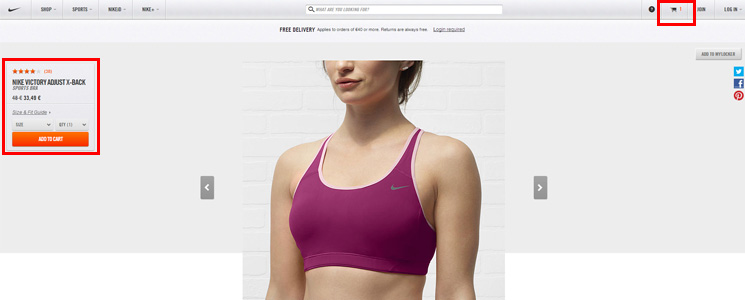 SHOP SPORTS NIKEiD NIKE+ WHAT ARE YOU LOOKING FOR? 1 JOIN LOG IN
FREE DELIVERY Applies to orders of €40 or more. Returns are always free. Login required
ADD TO MYLOCKER
(38)
NIKE VICTORY ADJUST X-BACK
SPORTS BRA
48 € 33,49 €
Size & Fit Guide
SIZE QTY (1)
ADD TO CART